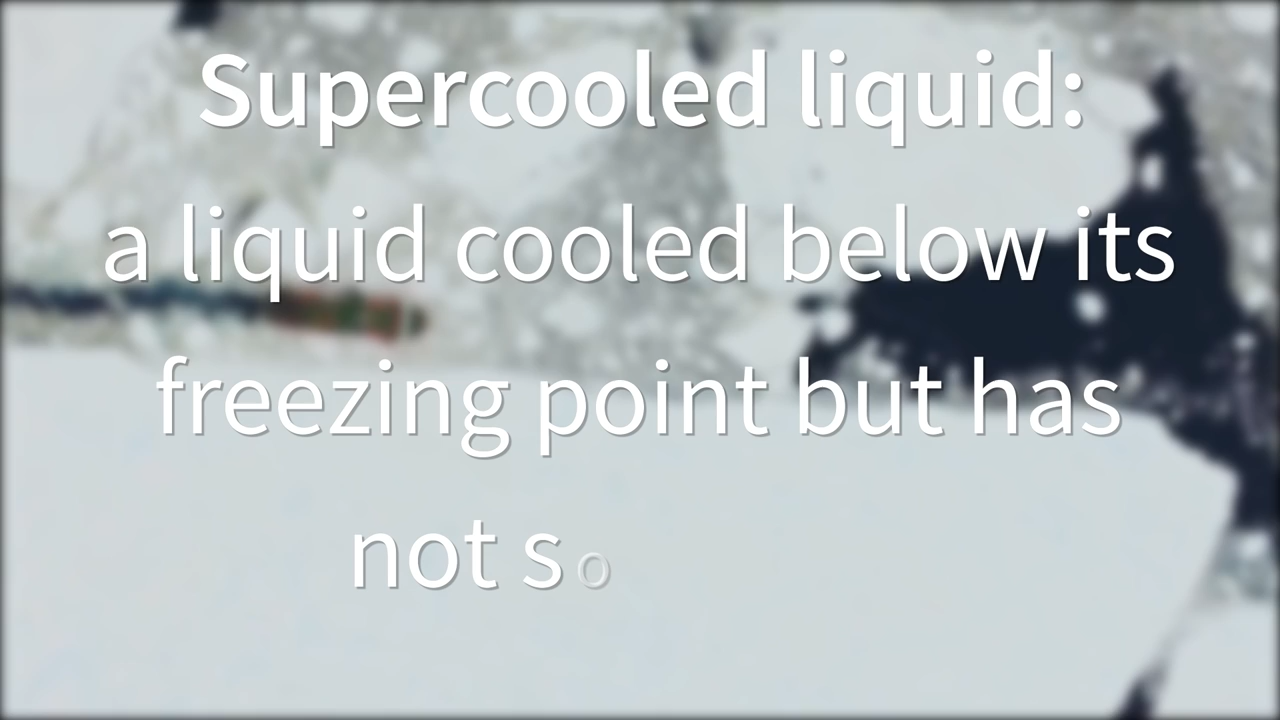 Supercooled liquid:
a liquid cooled below its
freezing point but has
not so